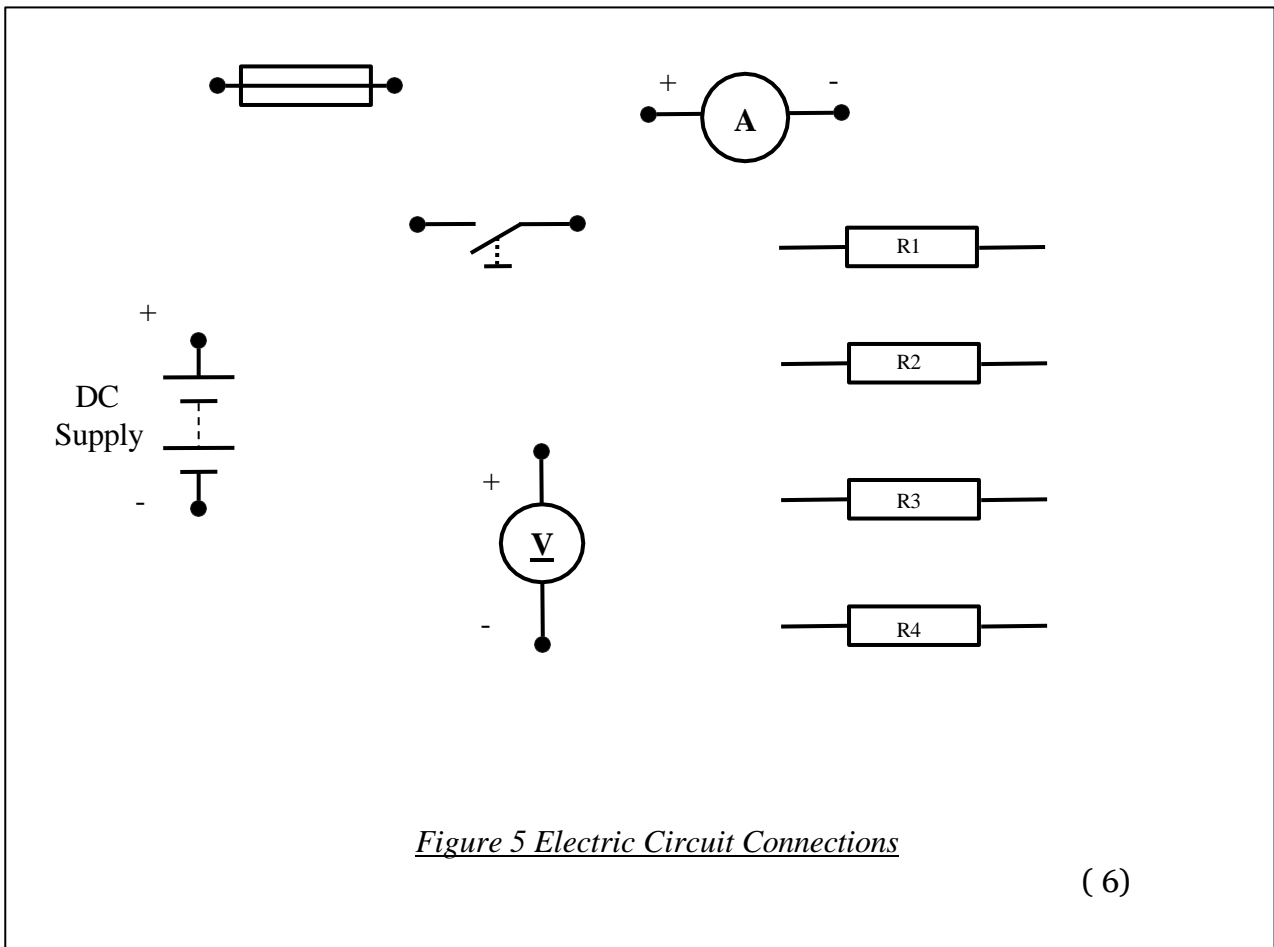 + -
A
R1
+
R2
DC
Supply
+
R3
-
V
-
R4
Figure 5 Electric Circuit Connections
( 6)